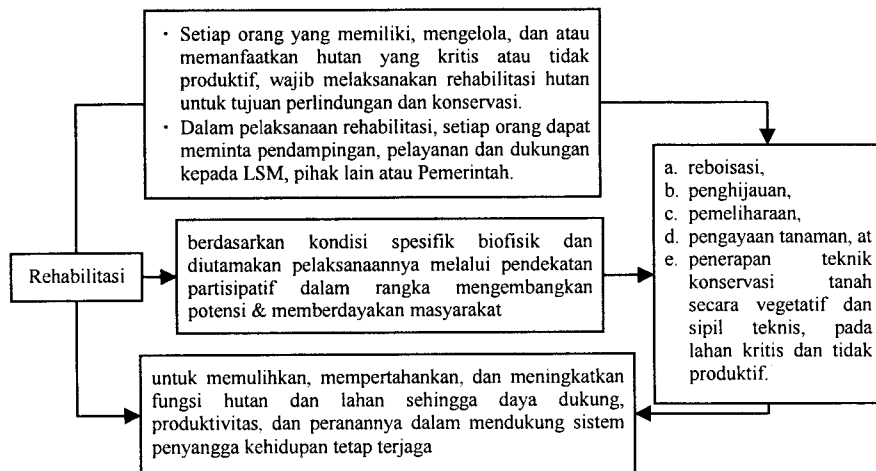 · Setiap orang yang memiliki, mengelola, dan atau
memanfaatkan hutan yang kritis atau tidak
produktif, wajib melaksanakan rehabilitasi hutan
untuk tujuan perlindungan dan konservasi.
· Dalam pelaksanaan rehabilitasi, setiap orang dapat
meminta pendampingan, pelayanan dan dukungan
kepada LSM, pihak lain atau Pemerintah.
Rehabilitasi
berdasarkan kondisi spesifik biofisik dan
diutamakan pelaksanaannya melalui pendekatan
partisipatif dalam rangka mengembangkan
potensi & memberdayakan masyarakat
a. reboisasi,
b. penghijauan,
c. pemeliharaan,
d. pengayaan tanaman, at
e. penerapan teknik
konservasi tanah
secara vegetatif dan
sipil teknis, pada
lahan kritis dan tidak
produktif.
untuk memulihkan, mempertahankan, dan meningkatkan
fungsi hutan dan lahan sehingga daya dukung,
produktivitas, dan peranannya dalam mendukung sistem
penyangga kehidupan tetap terjaga